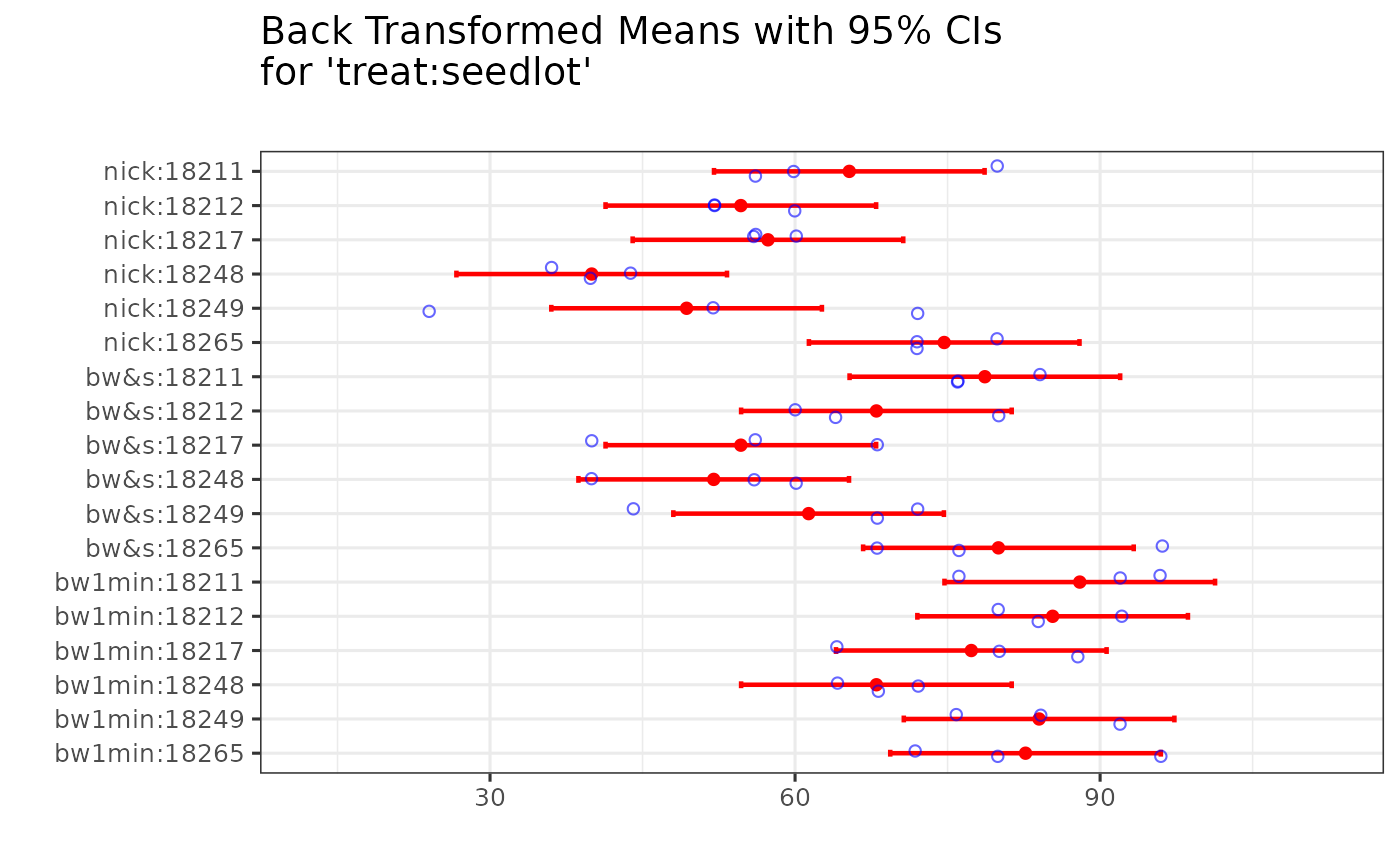 Back Transformed Means with 95% CIs
for 'treat:seedlot'
nick:18211
nick:18212
nick:18217
nick:18248
nick:18249
nick:18265
bw&s:18211
bw&s:18212
bw&s:18217
bw&s:18248
bw&s:18249
bw&s:18265
bw1min:18211
bw1min:18212
bw1min:18217
bw1min:18248
bw1min:18249
bw1min:18265
30 60 90